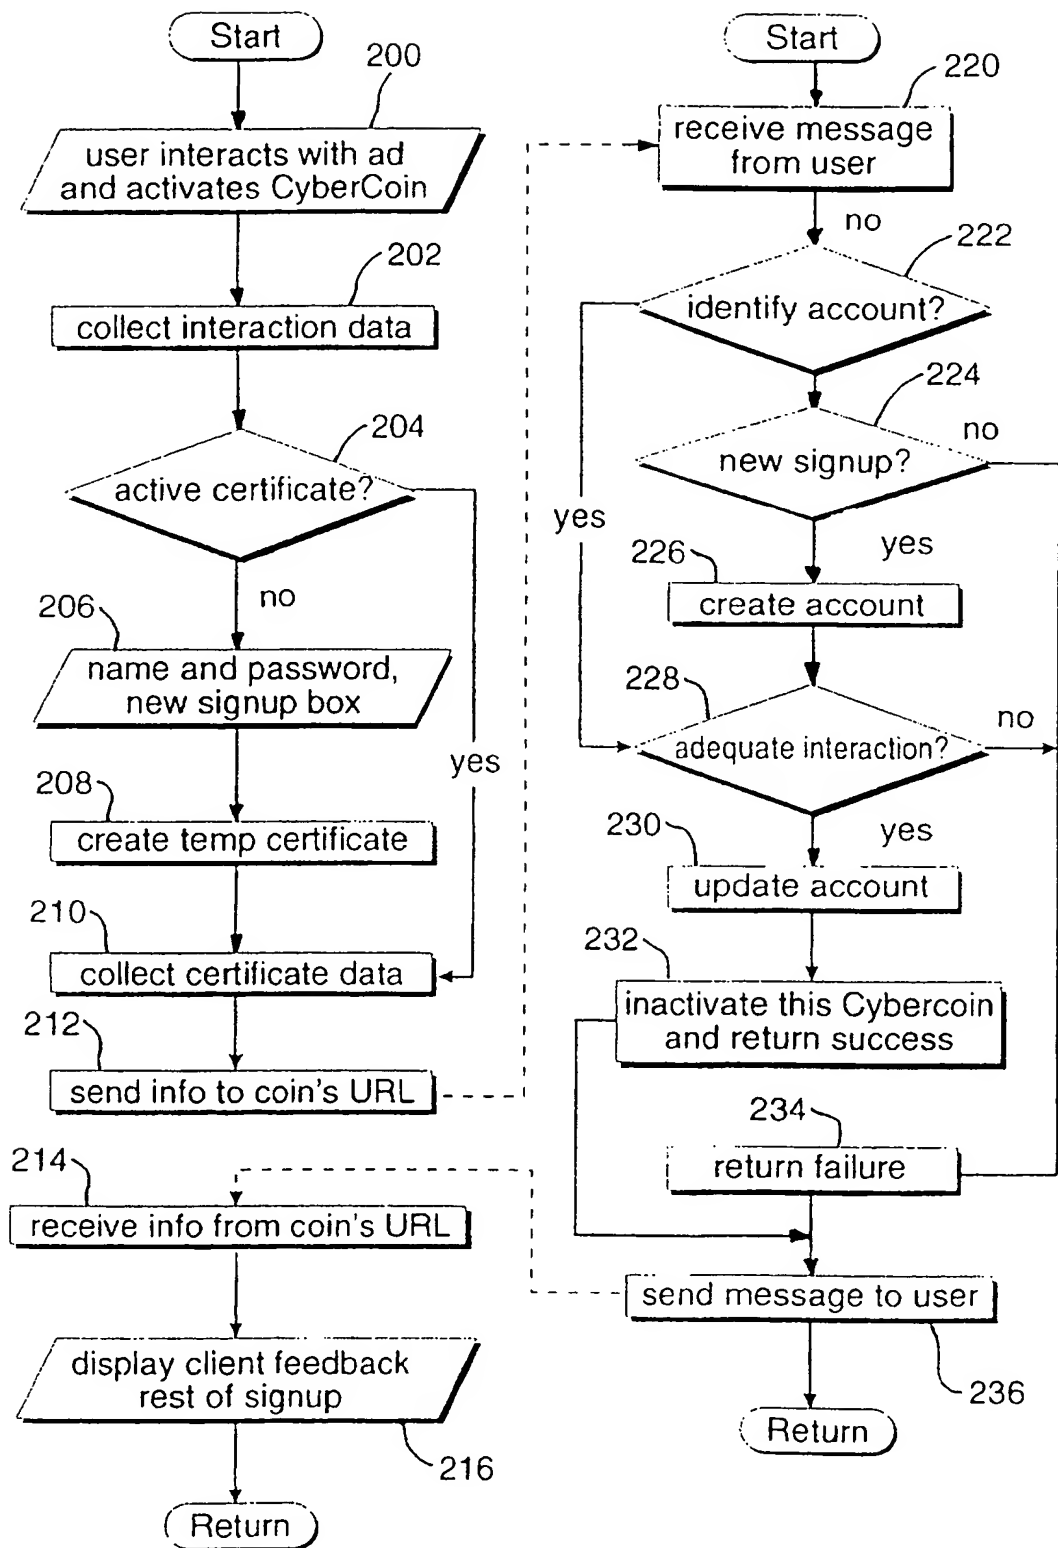 Start
200
user interacts with ad
and activates CyberCoin
202
collect interaction data
204
active certificate?
no
yes
206
name and password,
new signup box
208
create temp certificate
210
collect certificate data
212
send info to coin's URL
214
receive info from coin's URL
display client feedback
rest of signup
216
Return
Start
220
receive message
from user
no
222
identify account?
224
new signup?
no
yes
yes
226
create account
228
adequate interaction?
no
yes
230
update account
232
inactivate this Cybercoin
and return success
234
return failure
send message to user
236
Return